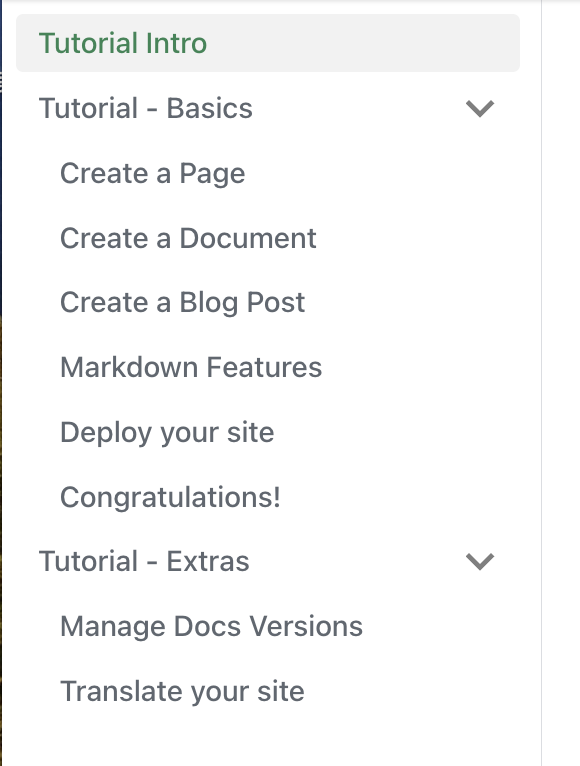 Tutorial Intro
Tutorial - Basics
Create a Page
Create a Document
Create a Blog Post
Markdown Features
Deploy your site
Congratulations!
Tutorial - Extras
Manage Docs Versions
Translate your site